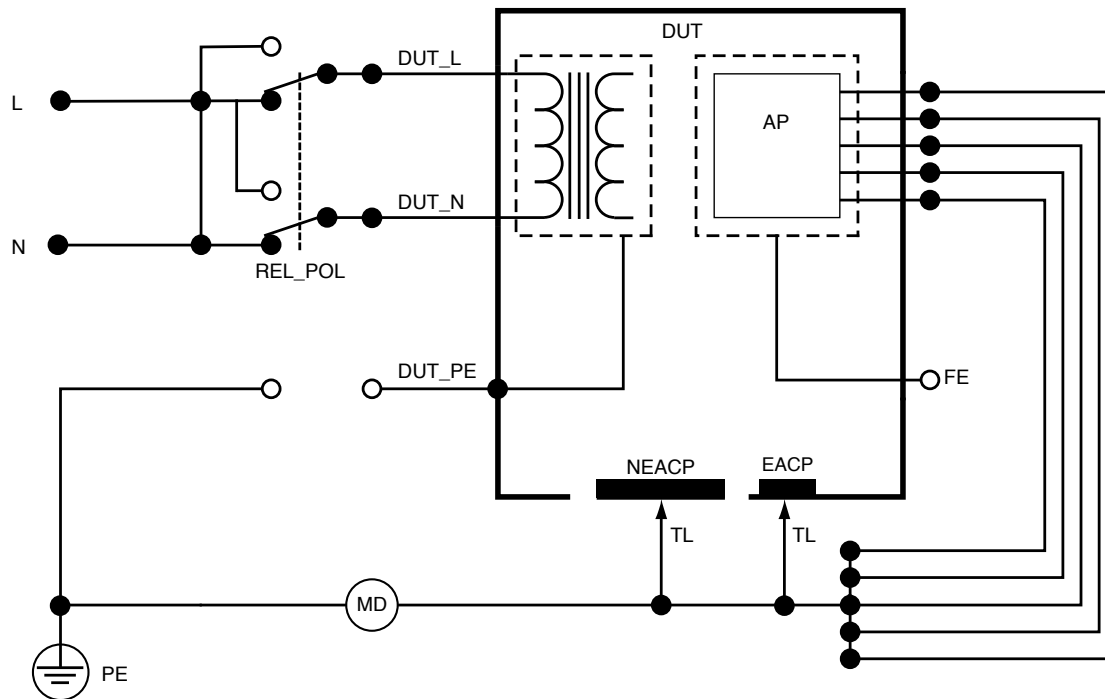 DUT
DUT_L
L
AP
DUT_N
N
REL_POL
DUT_PE
FE
NEACP
EACP
TL
TL
MD
PE